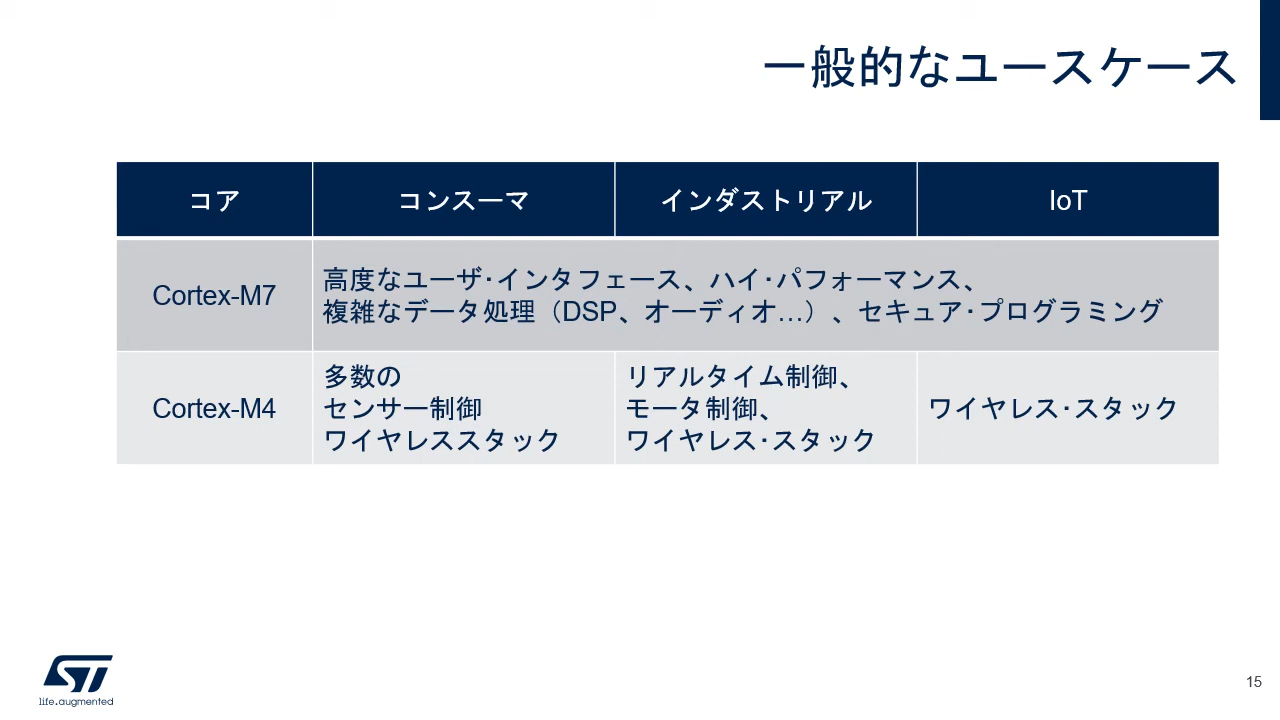 一般的なユースケース
コア
コンスーマ
インダストリアル
IoT
Cortex-M7
高度なユーザ･インタフェース、ハイ･パフォーマンス、
複雑なデータ処理（DSP、オーディオ…）、セキュア･プログラミング
Cortex-M4
多数の
センサー制御
ワイヤレススタック
リアルタイム制御、
モータ制御、
ワイヤレス･スタック
ワイヤレス･スタック
ST
life.augmented
15